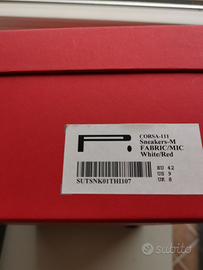 P.
CORSA-111
Sneakers-M
FABRIC/MIC
White/Red
EU 42
US 9
UK 8
SUTSNK01THI107
subito